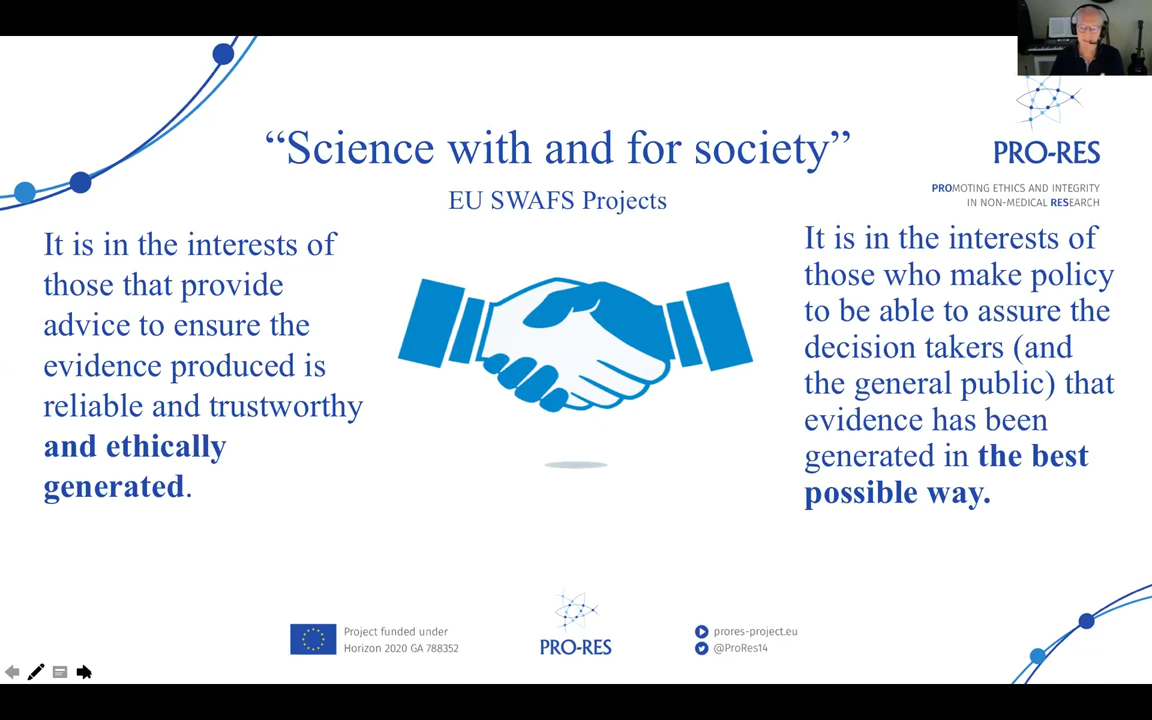 “Science with and for society”
EU SWAFS Projects
PRO-RES
PROMOTING ETHICS AND INTEGRITY
IN NON-MEDICAL RESEARCH
It is in the interests of
those that provide
advice to ensure the
evidence produced is
reliable and trustworthy
and ethically
generated.
It is in the interests of
those who make policy
to be able to assure the
decision takers (and
the general public) that
evidence has been
generated in the best
possible way.
Project funded under
Horizon 2020 GA 788352
PRO-RES
prores-project.eu
@ProRes14